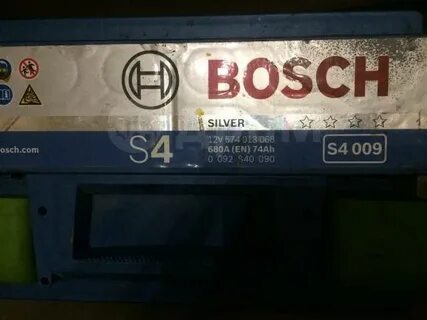 BOSCH
SILVER
S4
12V 574 013 068
680A (EN) 74Ah
0 092 S40 090
S4 009
osch.com